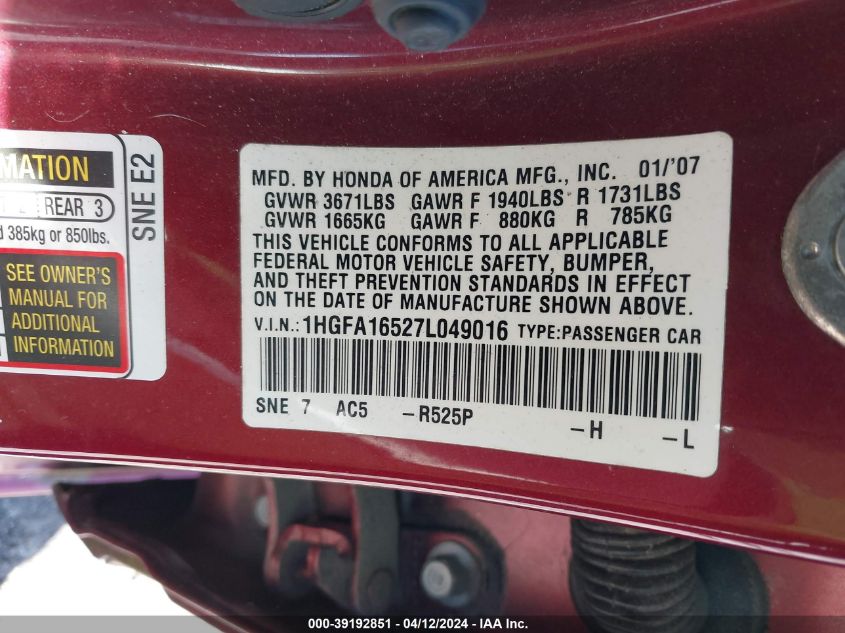 MATION
REAR 3
385kg or 850lbs.
SEE OWNER'S
MANUAL FOR
ADDITIONAL
INFORMATION
SNE E2
MFD. BY HONDA OF AMERICA MFG., INC. 01/'07
GVWR 3671LBS GAWR F 1940LBS R 1731LBS
GVWR 1665KG GAWR F 880KG R 785KG
THIS VEHICLE CONFORMS TO ALL APPLICABLE
FEDERAL MOTOR VEHICLE SAFETY, BUMPER,
AND THEFT PREVENTION STANDARDS IN EFFECT
ON THE DATE OF MANUFACTURE SHOWN ABOVE.
V.I.N.: 1HGFA16527L049016 TYPE:PASSENGER CAR
SNE 7 AC5 -R525P
-H -L
000-39192851 - 04/12/2024 - IAAI Inc.